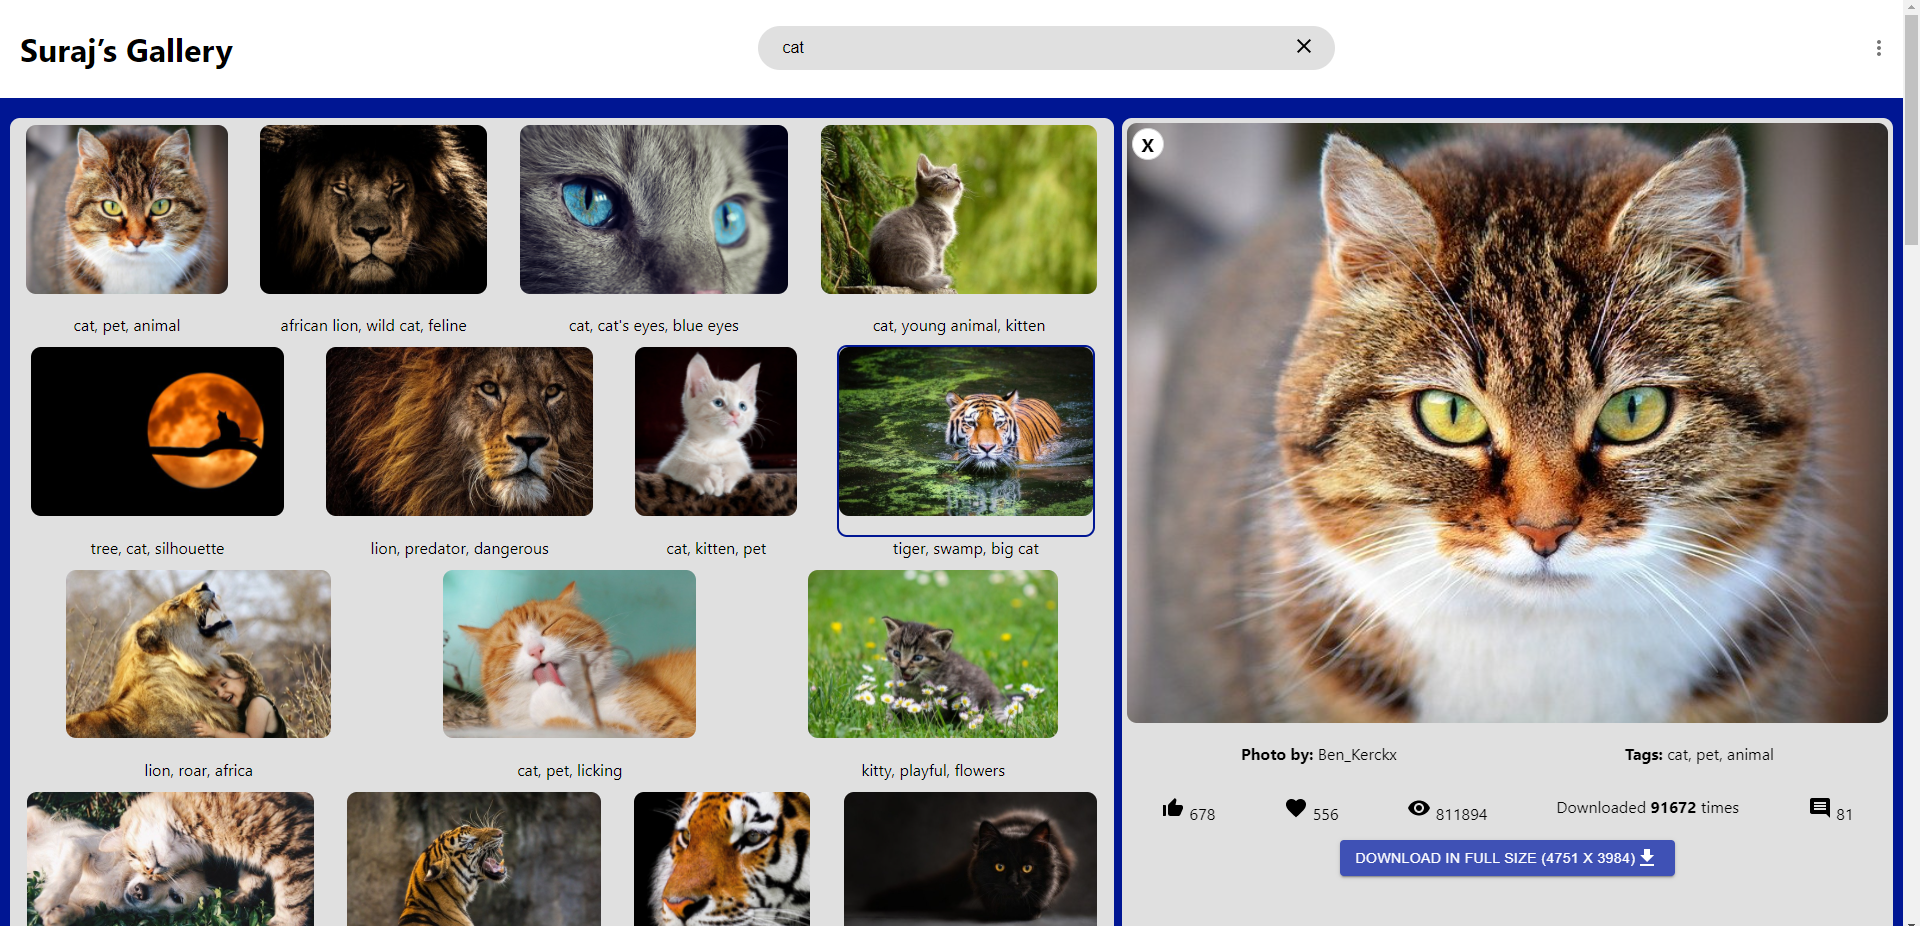 Suraj’s Gallery
cat
X
cat, pet, animal
african lion, wild cat, feline
cat, cat's eyes, blue eyes
cat, young animal, kitten
tree, cat, silhouette
lion, predator, dangerous
cat, kitten, pet
tiger, swamp, big cat
lion, roar, africa
cat, pet, licking
kitty, playful, flowers
Photo by: Ben_Kerckx
Tags: cat, pet, animal
678
556
811894
Downloaded 91672 times
81
DOWNLOAD IN FULL SIZE (4751 X 3984)